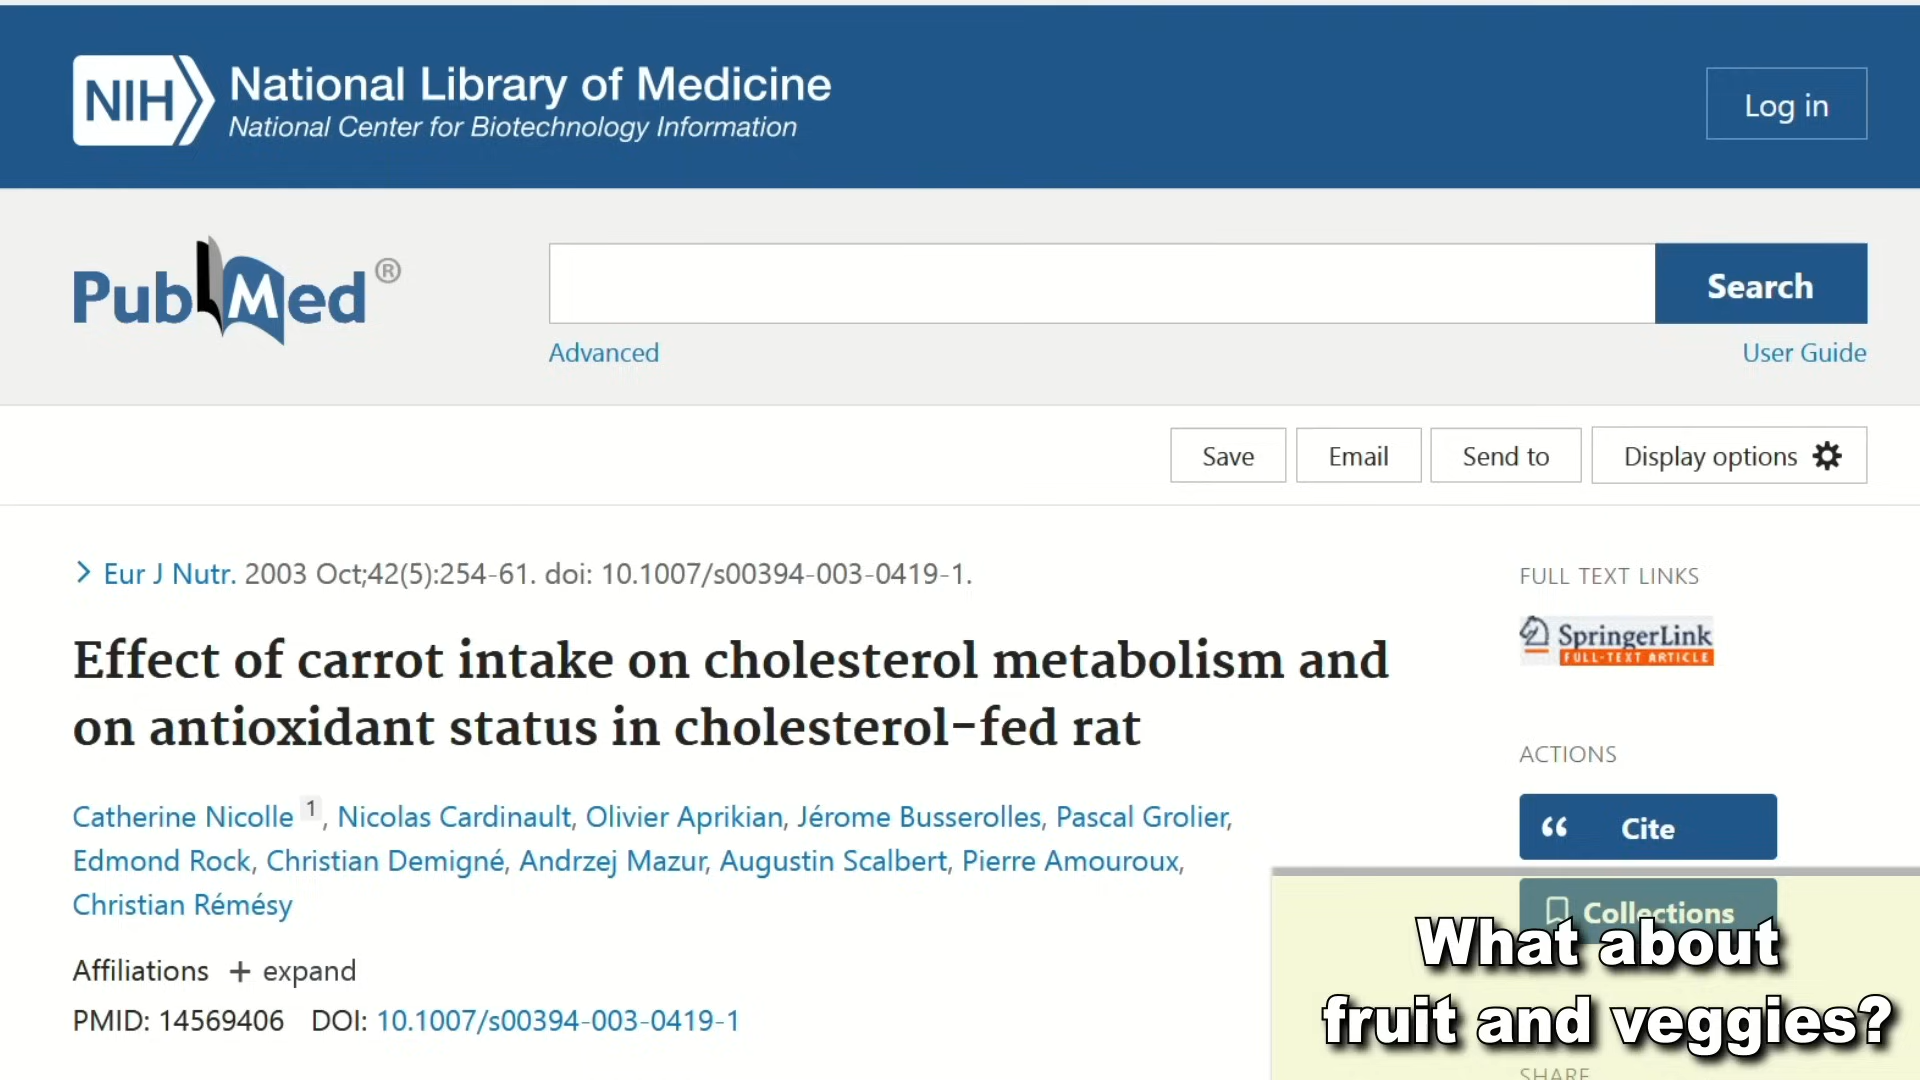 NIH National Library of Medicine
National Center for Biotechnology Information
Log in
PubMed®
Search
Advanced
User Guide
Save
Email
Send to
Display options
Eur J Nutr. 2003 Oct;42(5):254-61. doi: 10.1007/s00394-003-0419-1.
Effect of carrot intake on cholesterol metabolism and
on antioxidant status in cholesterol-fed rat
Catherine Nicolle 1, Nicolas Cardinault, Olivier Aprikian, Jérome Busserolles, Pascal Grolier,
Edmond Rock, Christian Demigné, Andrzej Mazur, Augustin Scalbert, Pierre Amouroux,
Christian Rémésy
Affiliations + expand
PMID: 14569406 DOI: 10.1007/s00394-003-0419-1
FULL TEXT LINKS
SpringerLink
FULL-TEXT ARTICLE
ACTIONS
Cite
Collections
What about
fruit and veggies?
SHARE